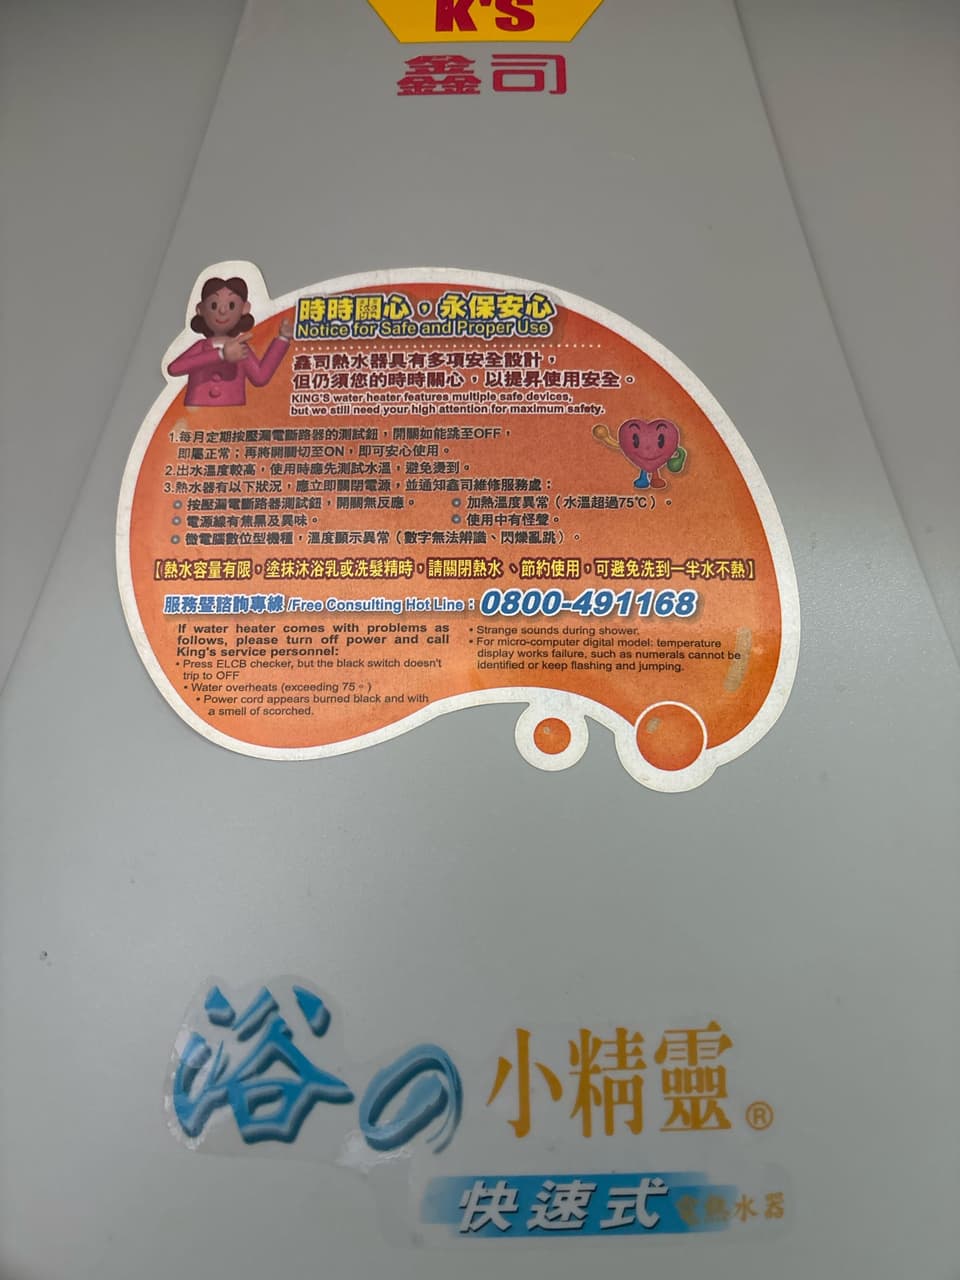 K'S
鑫司
時時關心，永保安心
Notice for Safe and Proper Use
鑫司熱水器具有多項安全設計，
但仍須您的時時關心，以提昇使用安全。
KING'S water heater features multiple safe devices,
but we still need your high attention for maximum safety.
1.每月定期按壓漏電斷路器的測試鈕，開關如能跳至OFF，
即屬正常；再將開關切至ON，即可安心使用。
2.出水溫度較高，使用時應先測試水溫，避免燙到。
3.熱水器有以下狀況，應立即關閉電源，並通知鑫司維修服務處：
按壓漏電斷路器測試鈕，開關無反應。
加熱溫度異常（水溫超過75℃）。
電源線有焦黑及異味。
使用中有怪聲。
微電腦數位型機種，溫度顯示異常（數字無法辨識、閃爍亂跳）。
【熱水容量有限，塗抹沐浴乳或洗髮精時，請關閉熱水、節約使用，可避免洗到一半水不熱】
服務暨諮詢專線/Free Consulting Hot Line：0800-491168
If water heater comes with problems as
follows, please turn off power and call
King's service personnel:
• Press ELCB checker, but the black switch doesn't
trip to OFF
• Water overheats (exceeding 75°)
• Power cord appears burned black and with
a smell of scorched.
• Strange sounds during shower.
• For micro-computer digital model: temperature
display works failure, such as numerals cannot be
identified or keep flashing and jumping.
浴の小精靈®
快速式電熱水器